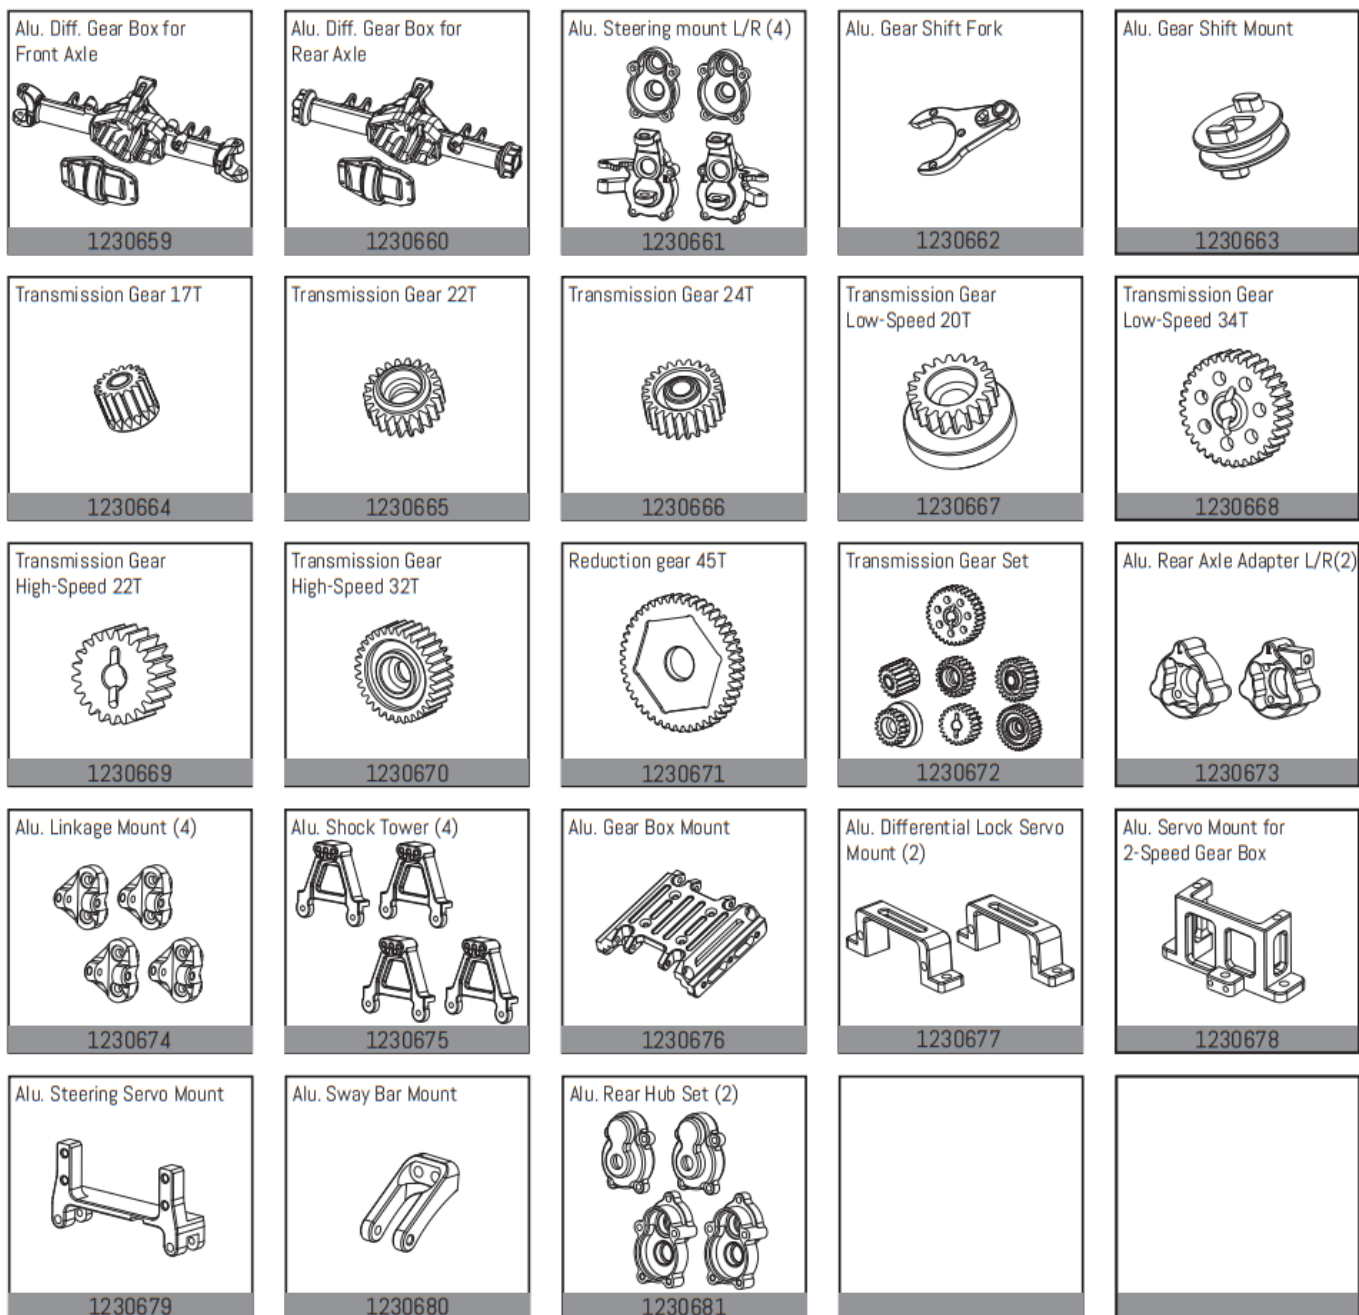 Alu. Diff. Gear Box for
Front Axle
1230659
Alu. Diff. Gear Box for
Rear Axle
1230660
Alu. Steering mount L/R (4)
1230661
Alu. Gear Shift Fork
1230662
Alu. Gear Shift Mount
1230663
Transmission Gear 17T
1230664
Transmission Gear 22T
1230665
Transmission Gear 24T
1230666
Transmission Gear
Low-Speed 20T
1230667
Transmission Gear
Low-Speed 34T
1230668
Transmission Gear
High-Speed 22T
1230669
Transmission Gear
High-Speed 32T
1230670
Reduction gear 45T
1230671
Transmission Gear Set
1230672
Alu. Rear Axle Adapter L/R(2)
1230673
Alu. Linkage Mount (4)
1230674
Alu. Shock Tower (4)
1230675
Alu. Gear Box Mount
1230676
Alu. Differential Lock Servo
Mount (2)
1230677
Alu. Servo Mount for
2-Speed Gear Box
1230678
Alu. Steering Servo Mount
1230679
Alu. Sway Bar Mount
1230680
Alu. Rear Hub Set (2)
1230681